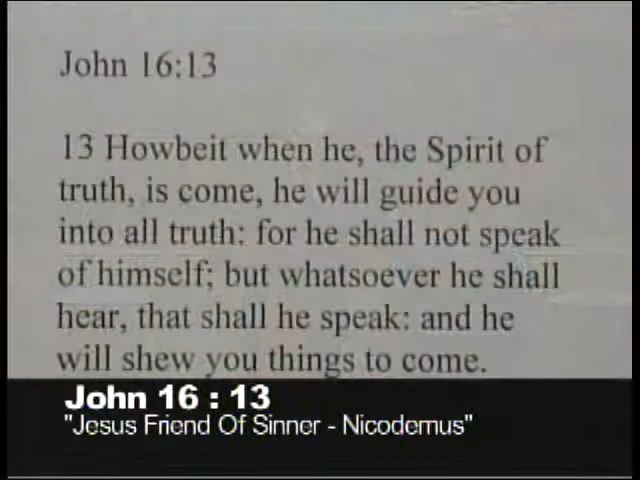 John 16:13
13 Howbeit when he, the Spirit of
truth, is come, he will guide you
into all truth: for he shall not speak
of himself; but whatsoever he shall
hear, that shall he speak: and he
will shew you things to come.
John 16 : 13
"Jesus Friend Of Sinner - Nicodemus"